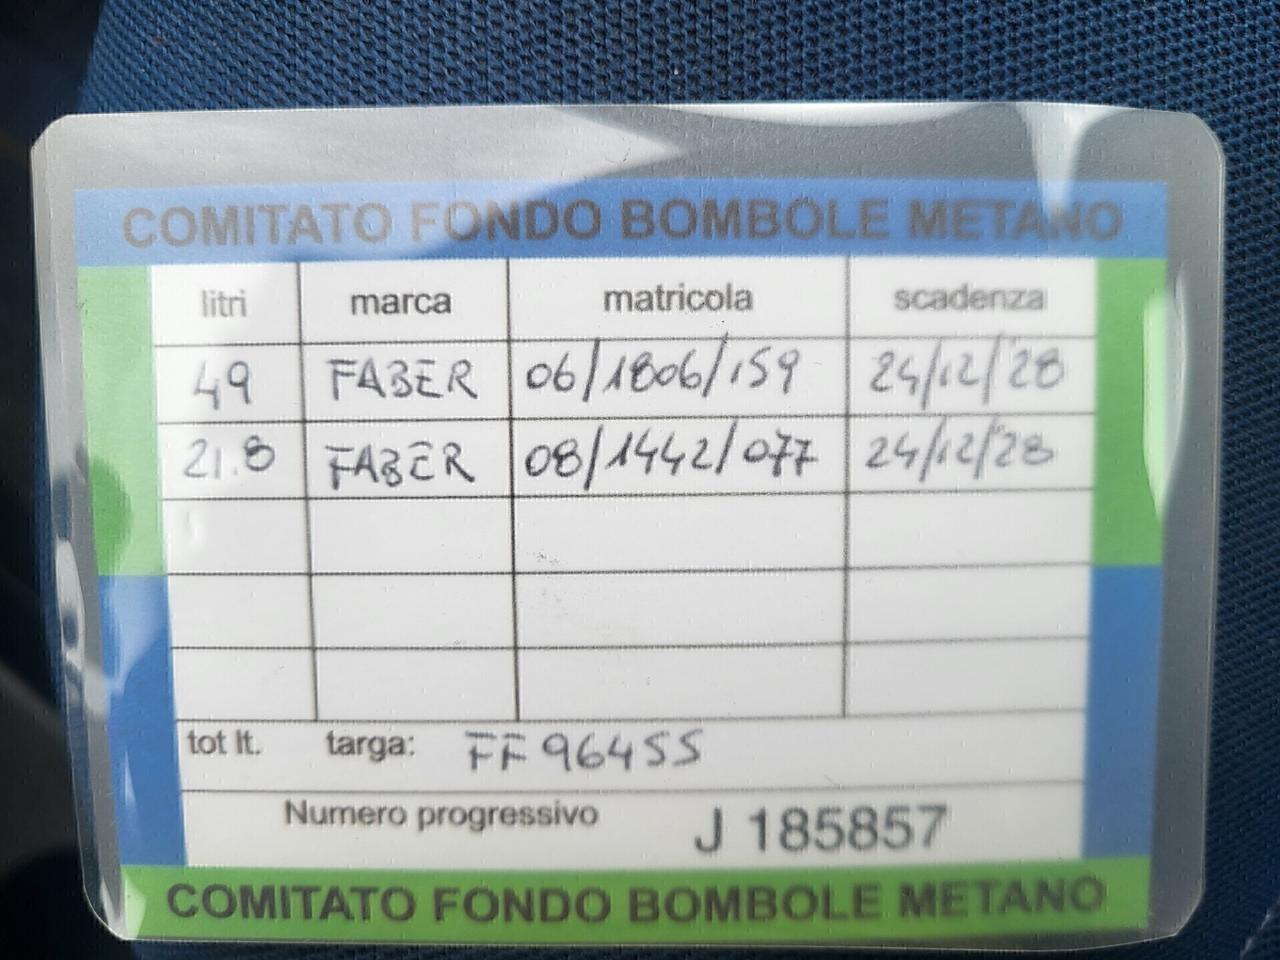 COMITATO FONDO BOMBOLE METANO
litri marca matricola scadenza
49 FABER 06/1806/159 24/12/28
21.8 FABER 08/1442/077 24/12/28
tot lt. targa: FF964SS
Numero progressivo J 185857
COMITATO FONDO BOMBOLE METANO